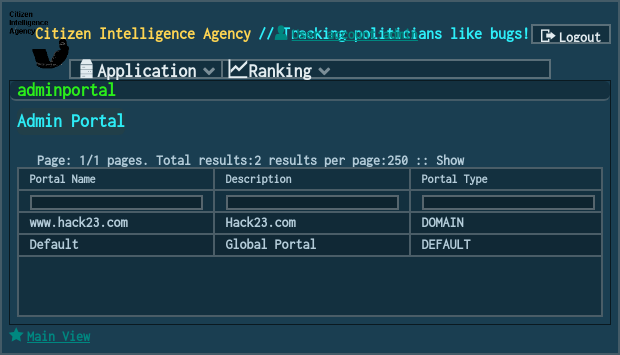 Citizen
Intelligence
Agency
Citizen Intelligence Agency // Tracking politicians like bugs!
Logout
Application Ranking
adminportal
Admin Portal
Page: 1/1 pages. Total results:2 results per page:250 :: Show
Portal Name Description Portal Type
www.hack23.com Hack23.com DOMAIN
Default Global Portal DEFAULT
Main View